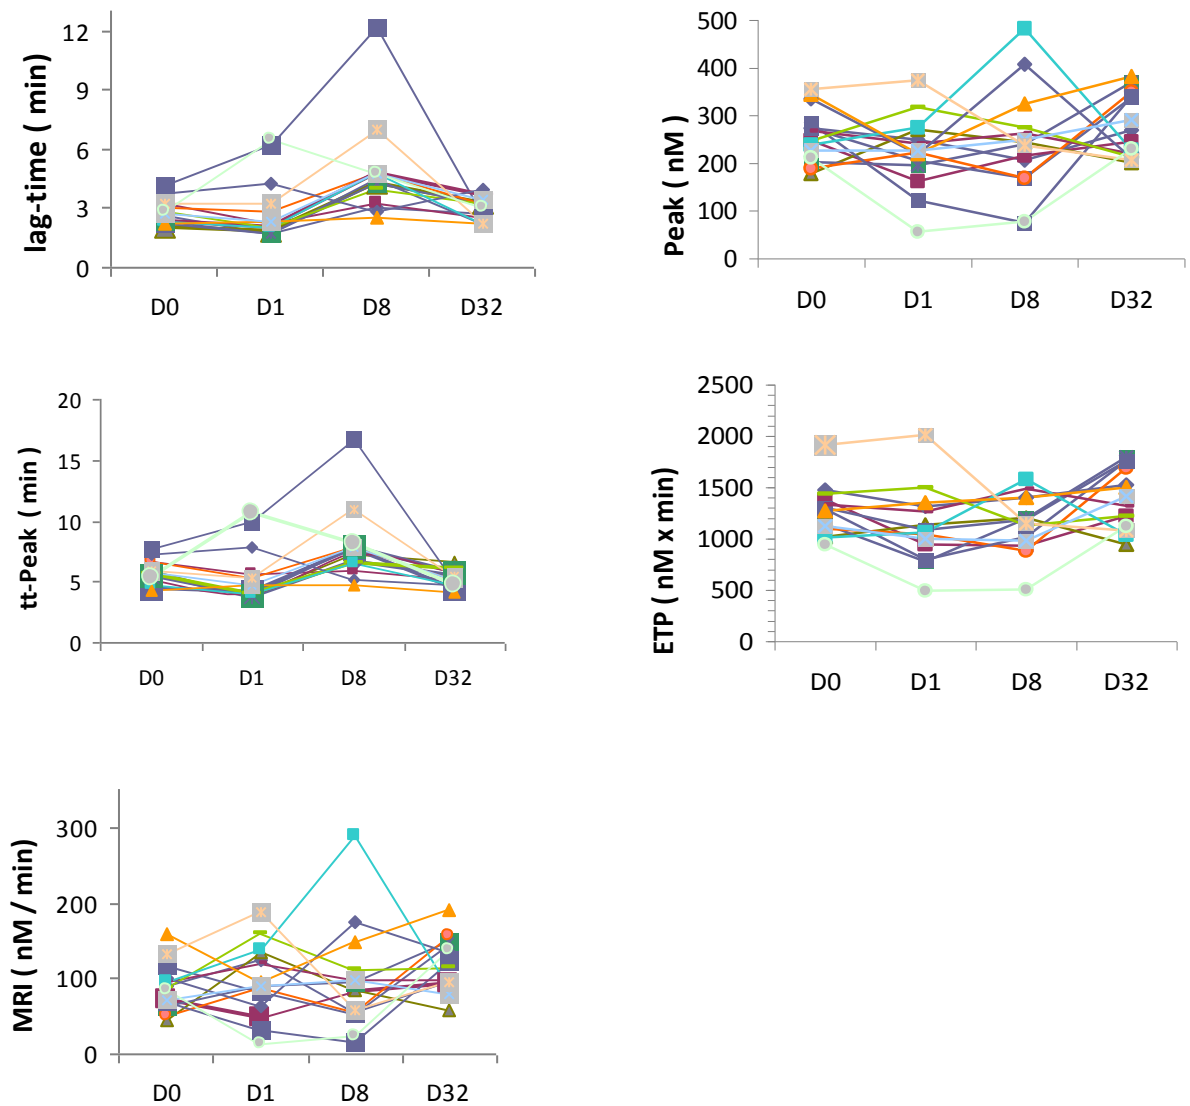 lag-time ( min)
12
9
6
3
0
D0 D1 D8 D32
Peak ( nM)
500
400
300
200
100
0
D0 D1 D8 D32
tt-Peak ( min )
20
15
10
5
0
D0 D1 D8 D32
ETP ( nM x min)
2500
2000
1500
1000
500
0
D0 D1 D8 D32
MRI ( nM / min)
300
200
100
0
D0 D1 D8 D32